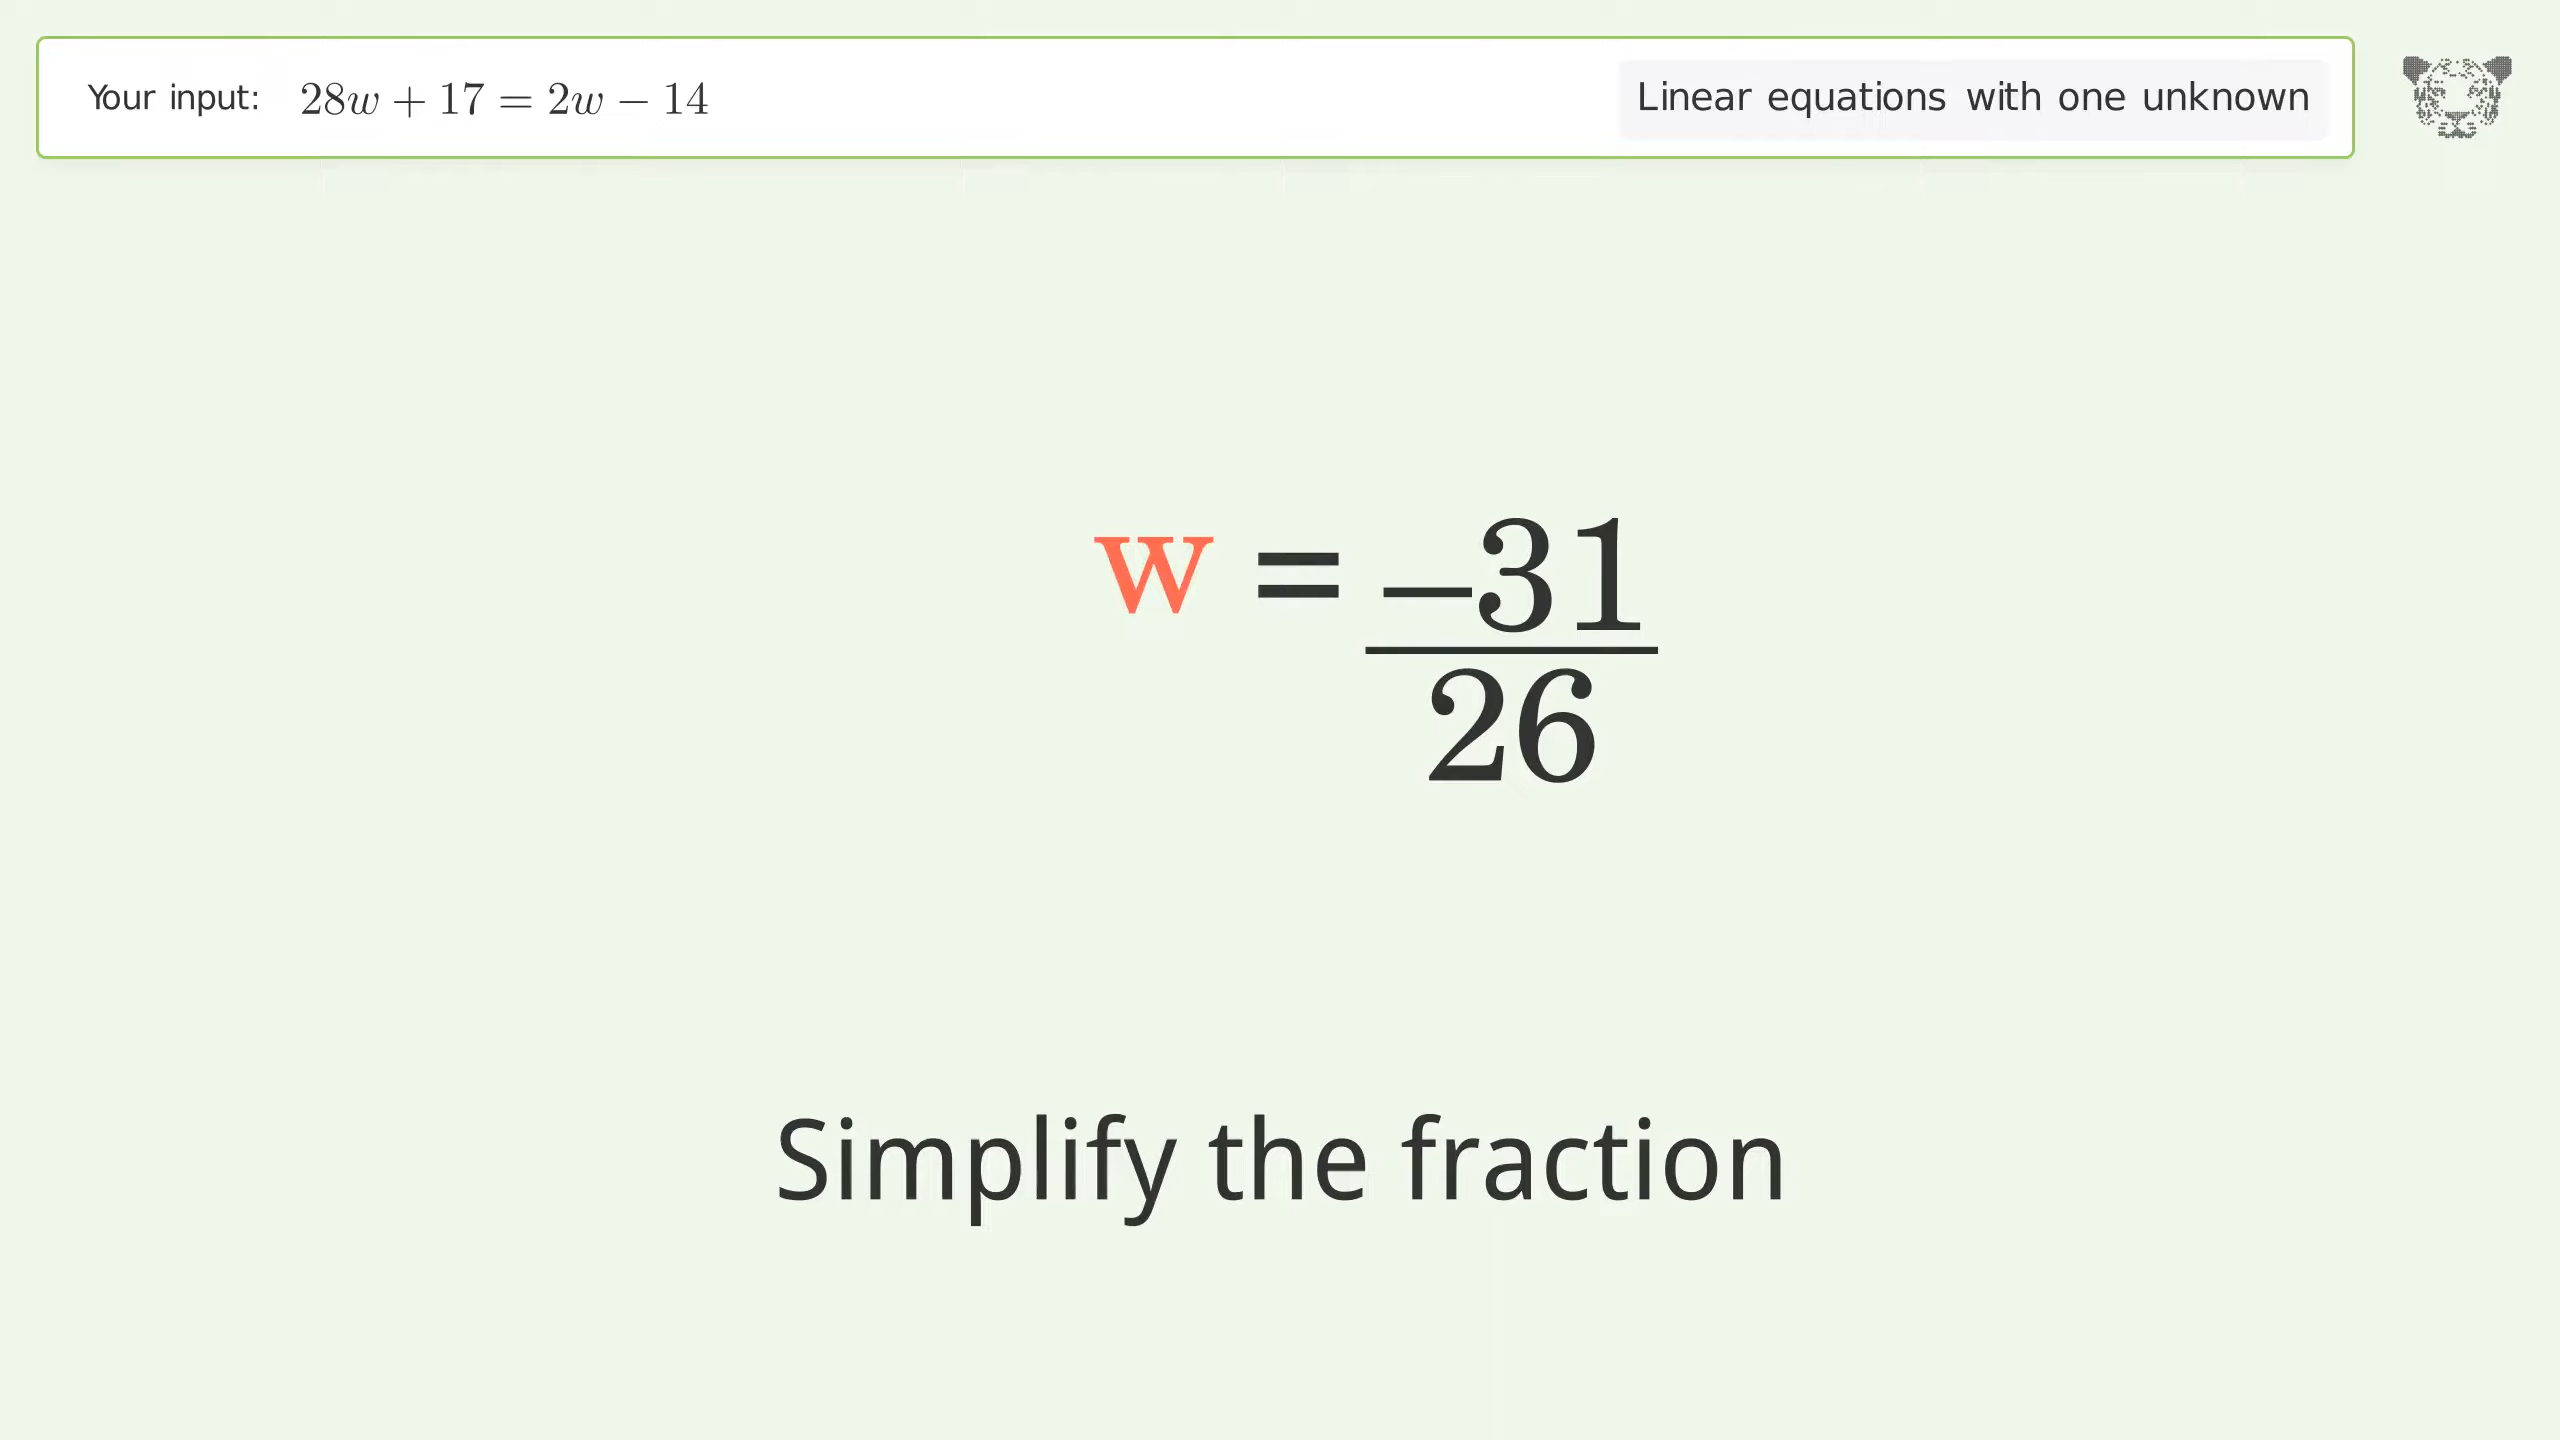 Your input: 28w + 17 = 2w − 14
Linear equations with one unknown
w = −31/26
Simplify the fraction